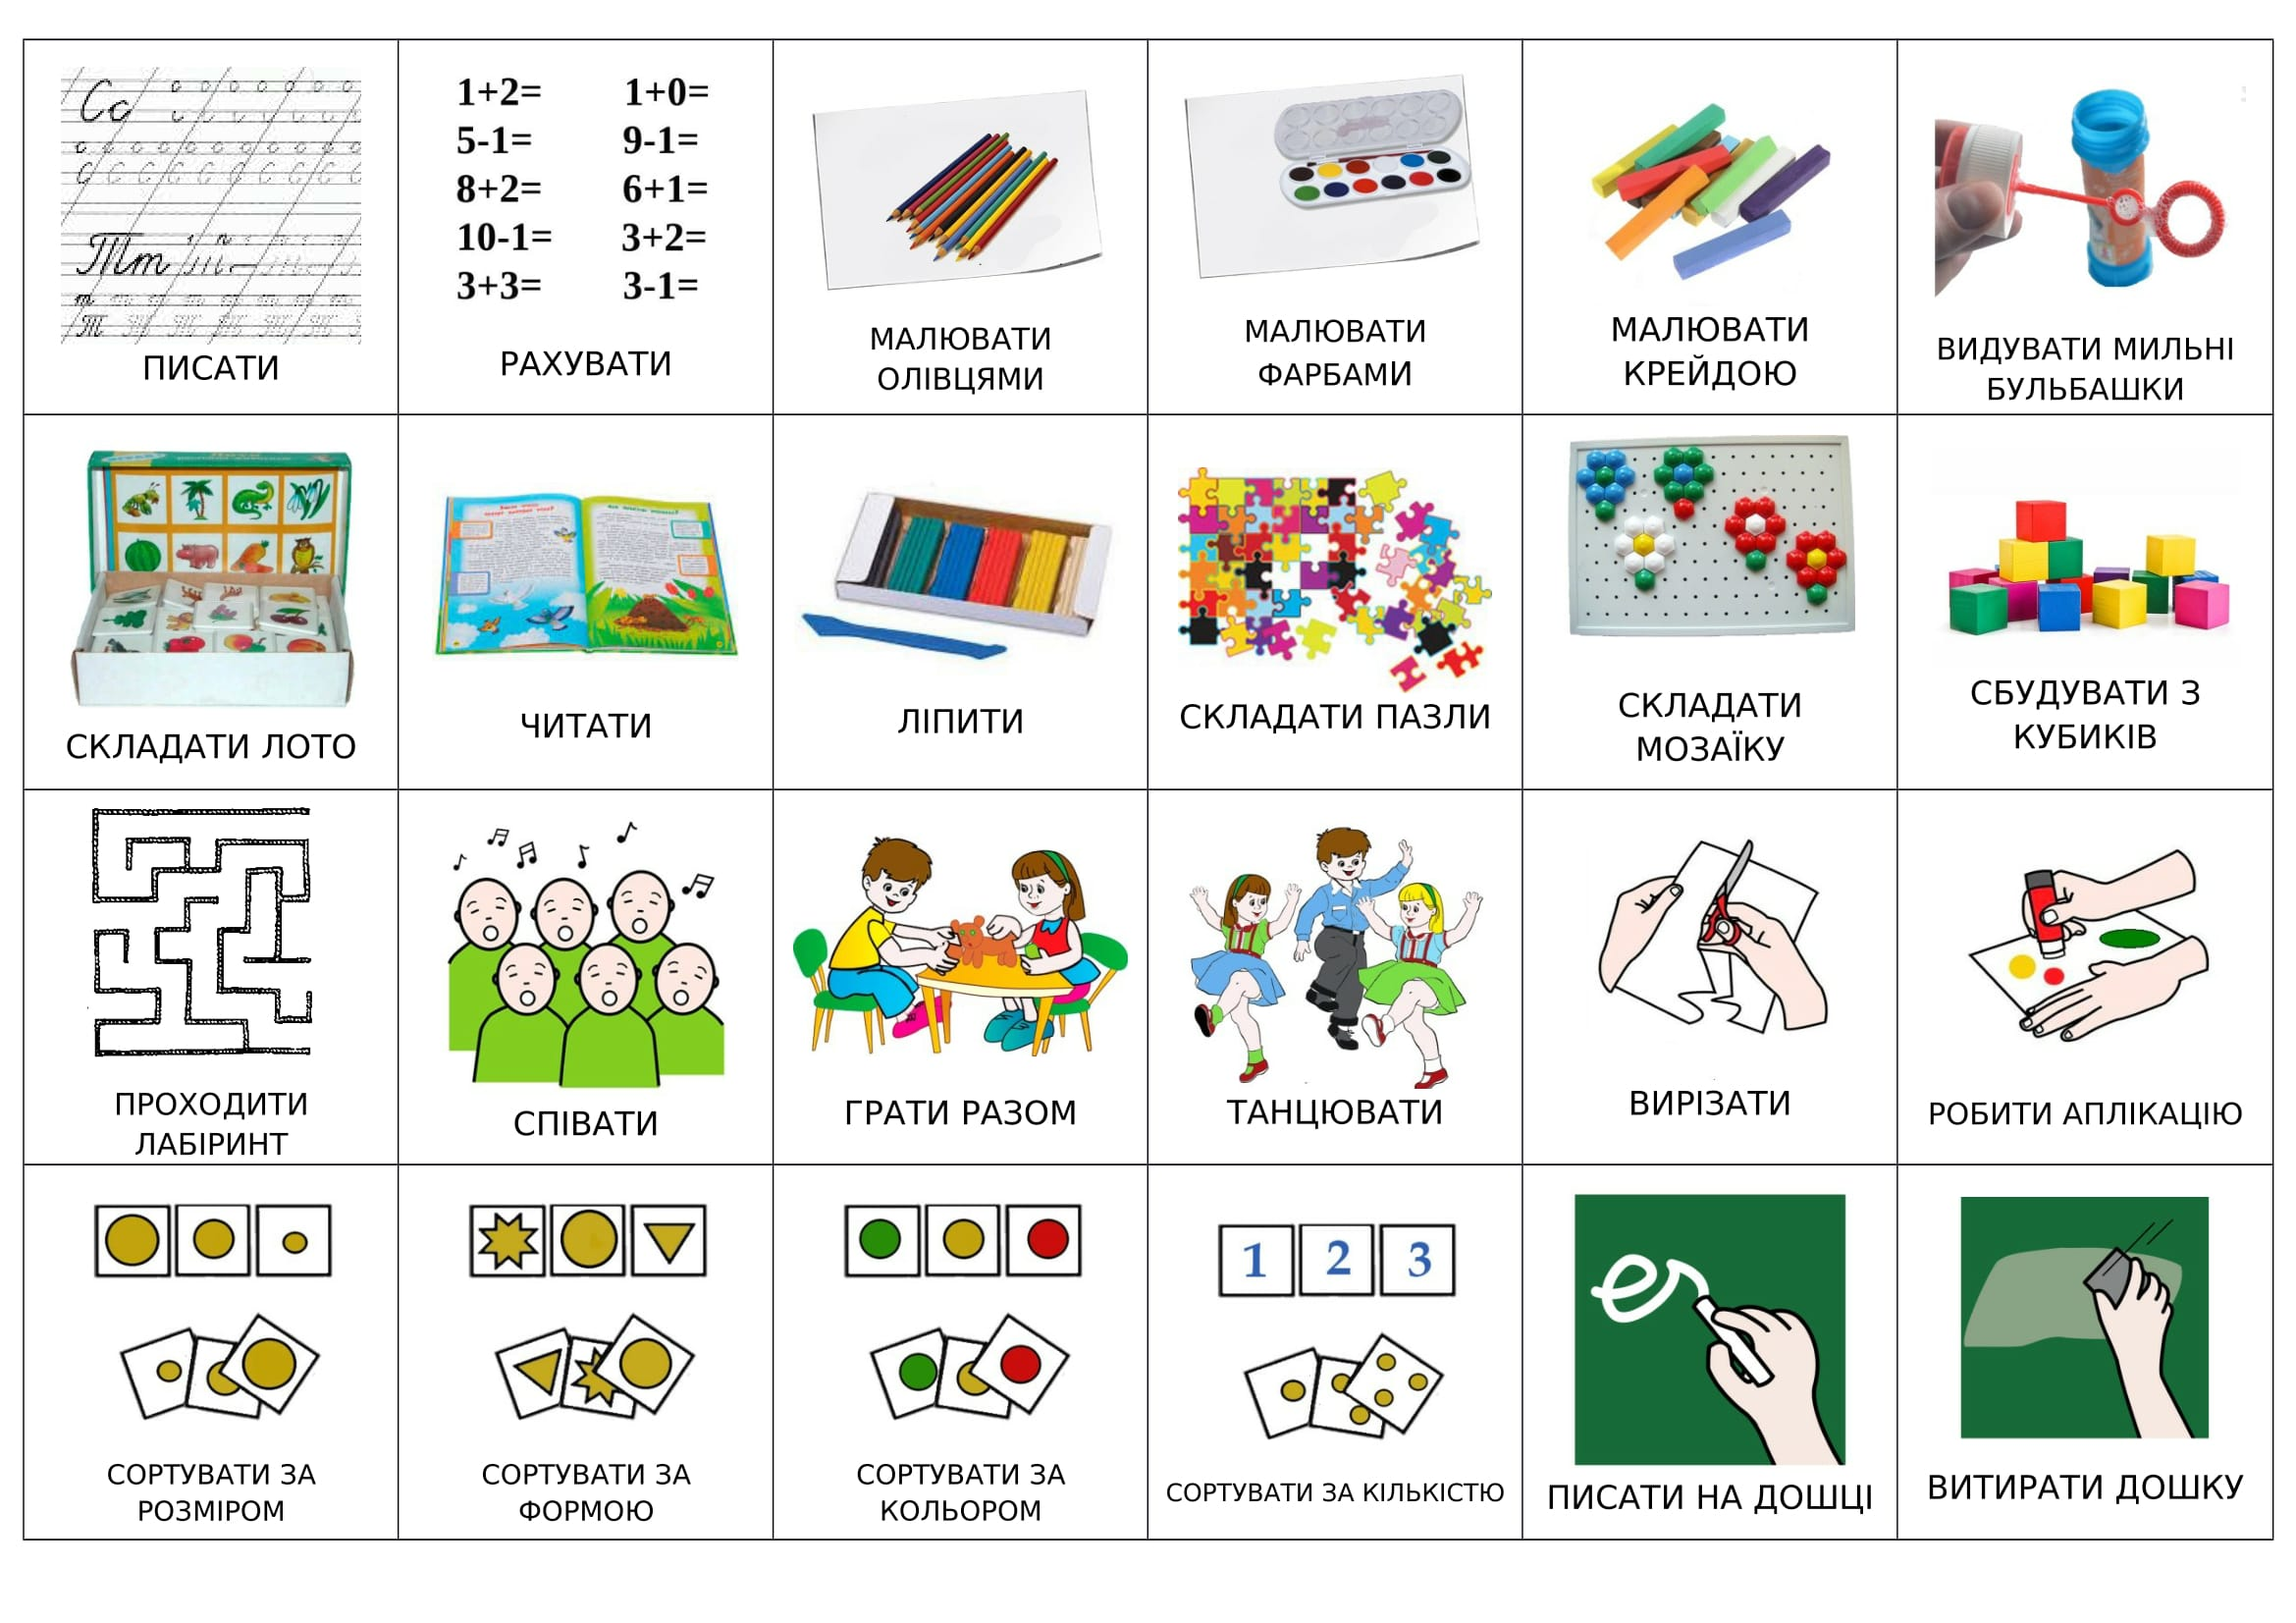 Сс
Тт
ПИСАТИ
1+2= 1+0=
5-1= 9-1=
8+2= 6+1=
10-1= 3+2=
3+3= 3-1=
РАХУВАТИ
МАЛЮВАТИ
ОЛІВЦЯМИ
МАЛЮВАТИ
ФАРБАМИ
МАЛЮВАТИ
КРЕЙДОЮ
ВИДУВАТИ МИЛЬНІ
БУЛЬБАШКИ
СКЛАДАТИ ЛОТО
ЧИТАТИ
ЛІПИТИ
СКЛАДАТИ ПАЗЛИ
СКЛАДАТИ
МОЗАЇКУ
СБУДУВАТИ З
КУБИКІВ
ПРОХОДИТИ
ЛАБІРИНТ
СПІВАТИ
ГРАТИ РАЗОМ
ТАНЦЮВАТИ
ВИРІЗАТИ
РОБИТИ АПЛІКАЦІЮ
СОРТУВАТИ ЗА
РОЗМІРОМ
СОРТУВАТИ ЗА
ФОРМОЮ
СОРТУВАТИ ЗА
КОЛЬОРОМ
1 2 3
СОРТУВАТИ ЗА КІЛЬКІСТЮ
ПИСАТИ НА ДОШЦІ
ВИТИРАТИ ДОШКУ